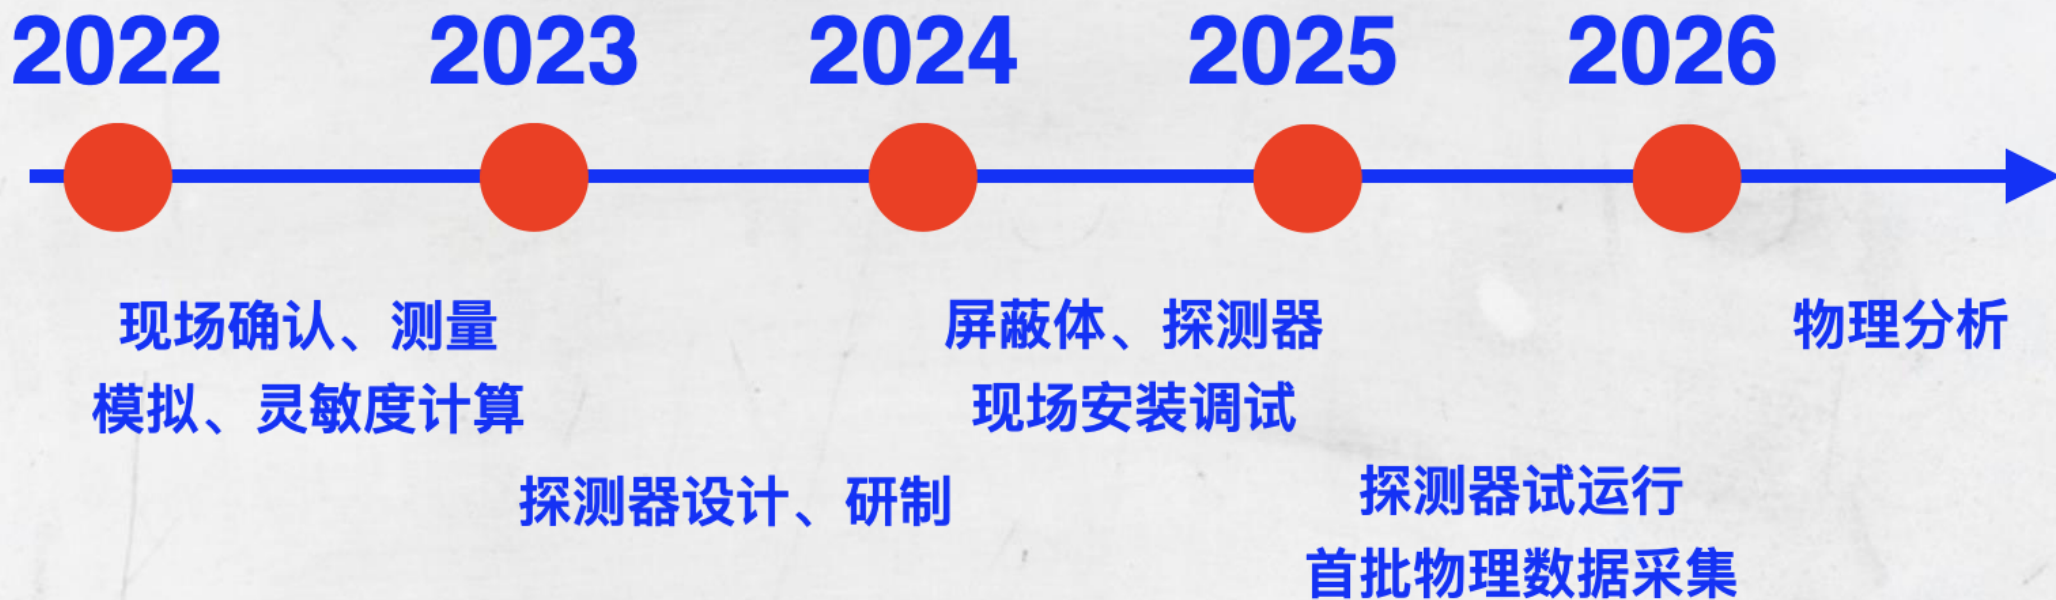 2022 2023 2024 2025 2026
现场确认、测量
模拟、灵敏度计算
探测器设计、研制
屏蔽体、探测器
现场安装调试
探测器试运行
首批物理数据采集
物理分析